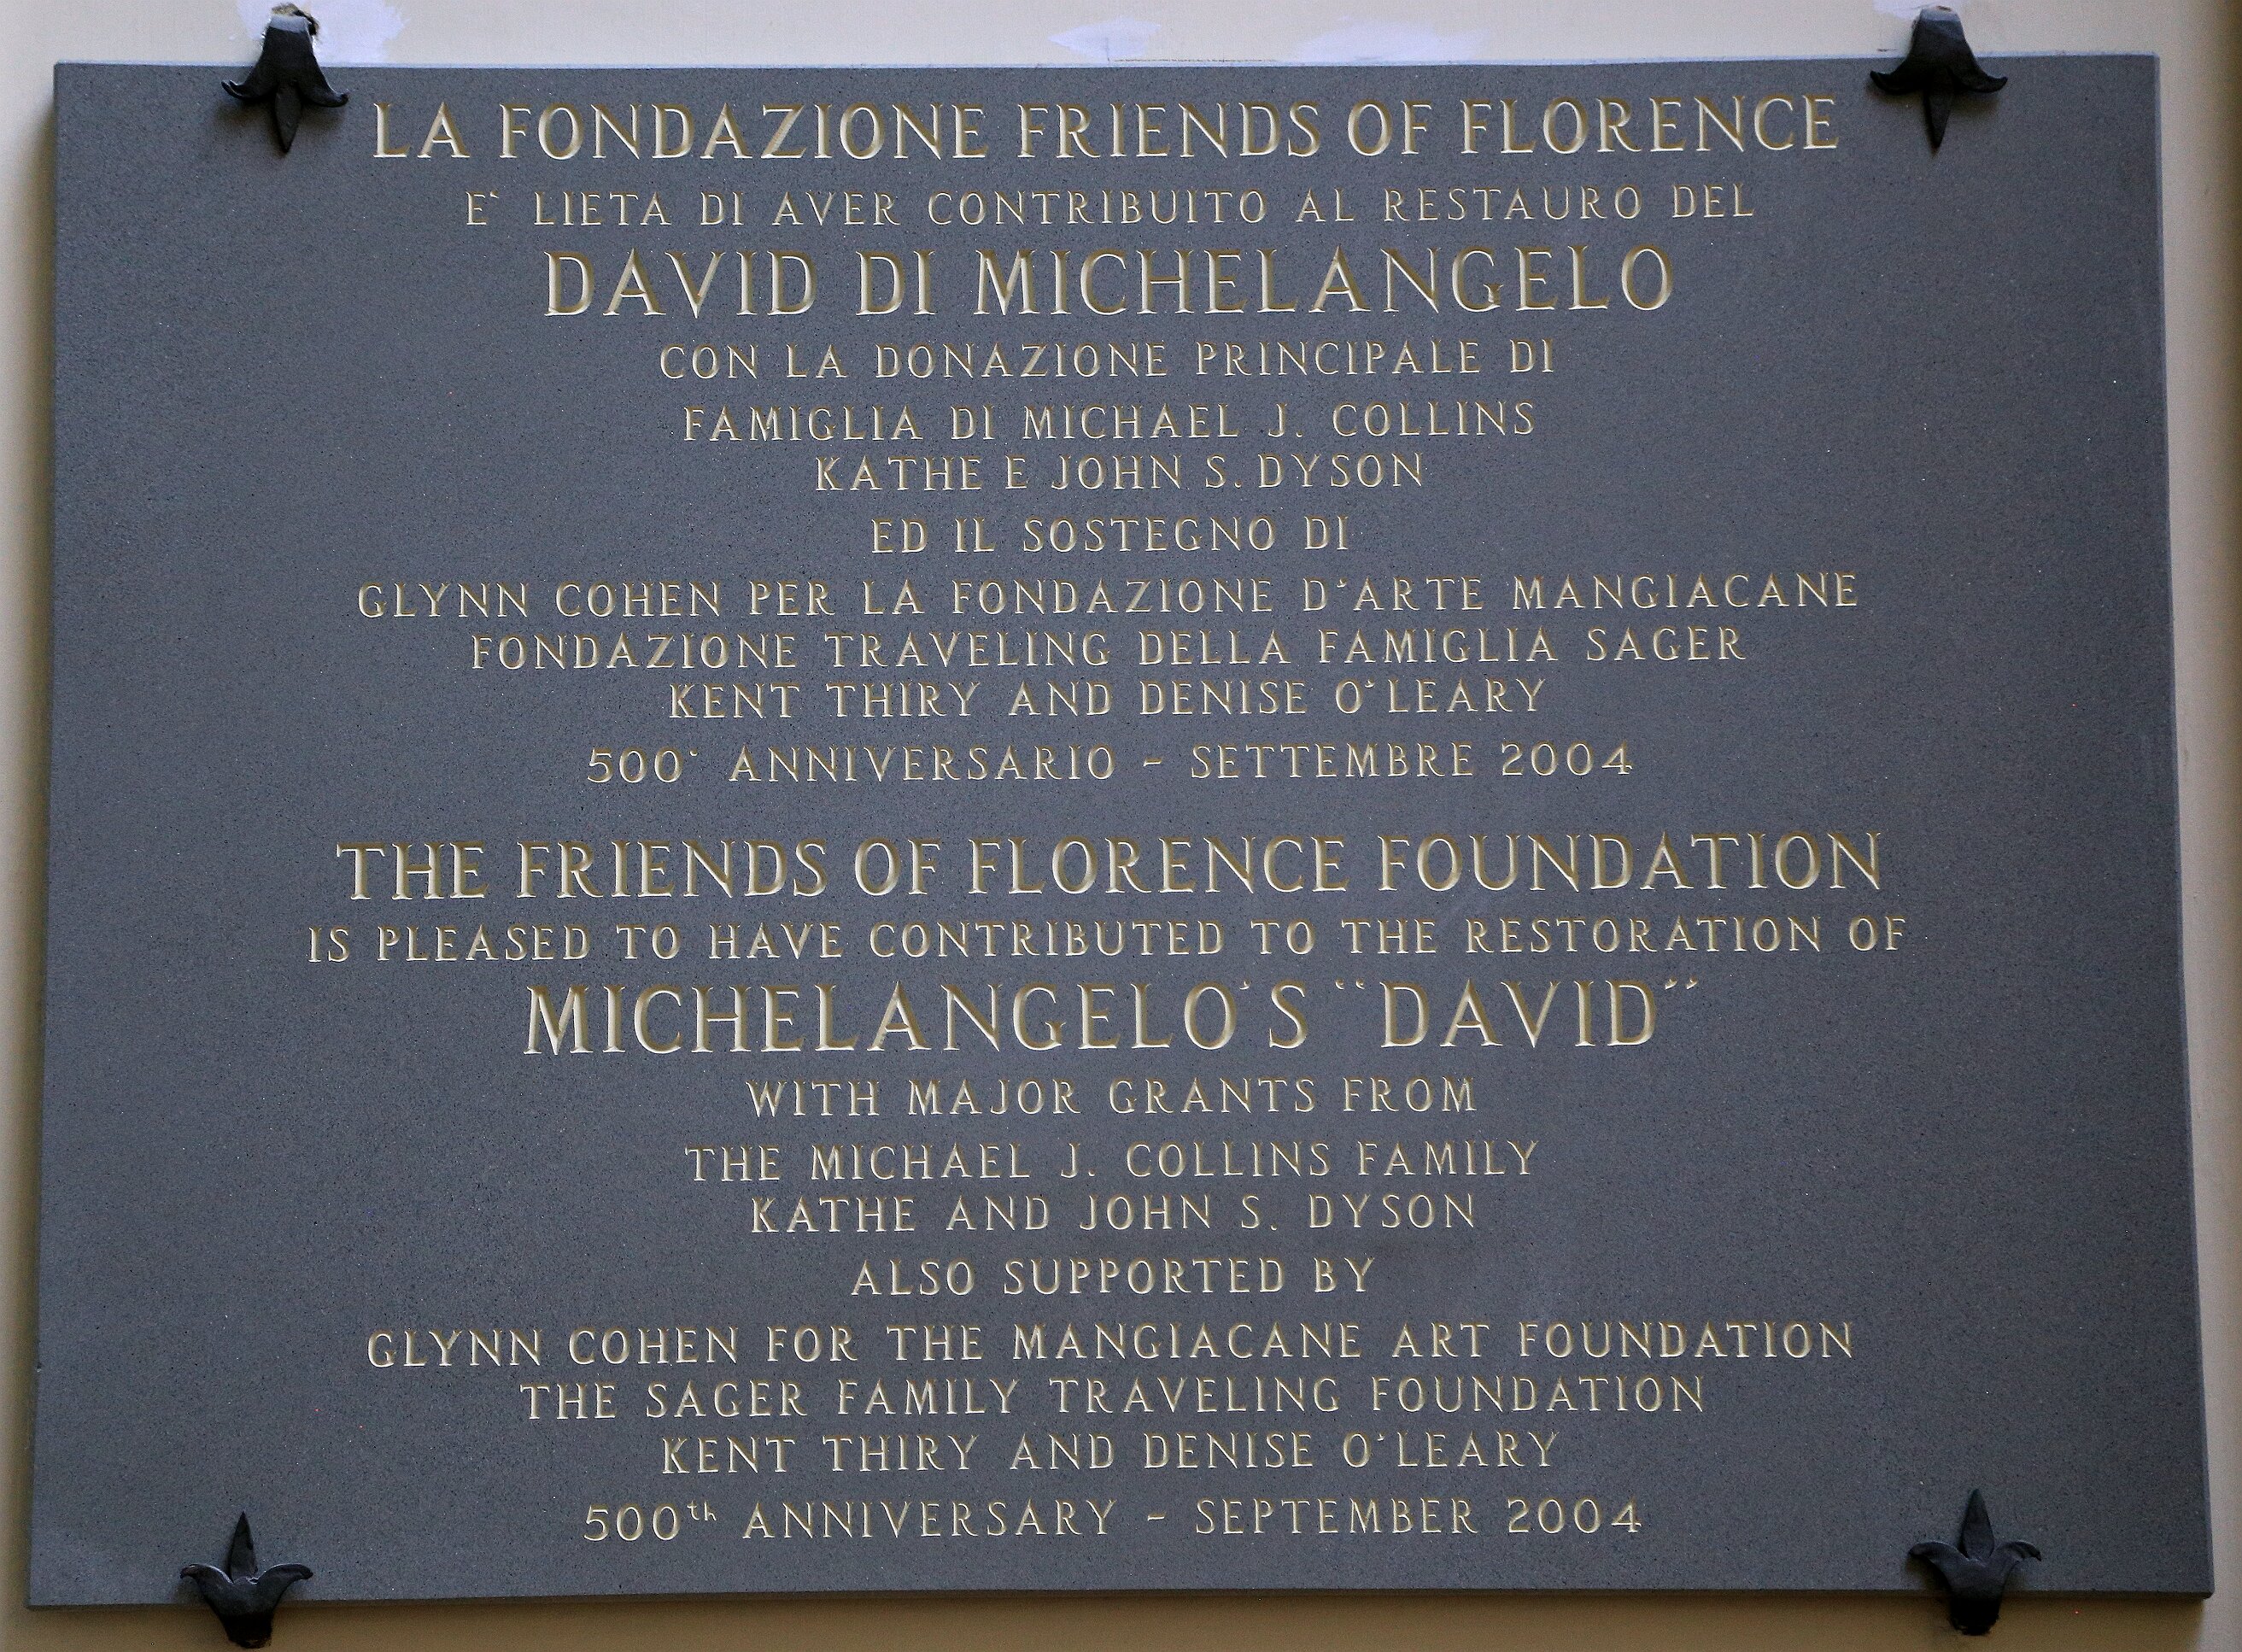 LA FONDAZIONE FRIENDS OF FLORENCE
E` LIETA DI AVER CONTRIBUITO AL RESTAURO DEL
DAVID DI MICHELANGELO
CON LA DONAZIONE PRINCIPALE DI
FAMIGLIA DI MICHAEL J. COLLINS
KATHE E JOHN S. DYSON
ED IL SOSTEGNO DI
GLYNN COHEN PER LA FONDAZIONE D'ARTE MANGIACANE
FONDAZIONE TRAVELING DELLA FAMIGLIA SAGER
KENT THIRY AND DENISE O'LEARY
500° ANNIVERSARIO - SETTEMBRE 2004
THE FRIENDS OF FLORENCE FOUNDATION
IS PLEASED TO HAVE CONTRIBUTED TO THE RESTORATION OF
MICHELANGELO'S "DAVID"
WITH MAJOR GRANTS FROM
THE MICHAEL J. COLLINS FAMILY
KATHE AND JOHN S. DYSON
ALSO SUPPORTED BY
GLYNN COHEN FOR THE MANGIACANE ART FOUNDATION
THE SAGER FAMILY TRAVELING FOUNDATION
KENT THIRY AND DENISE O'LEARY
500th ANNIVERSARY - SEPTEMBER 2004